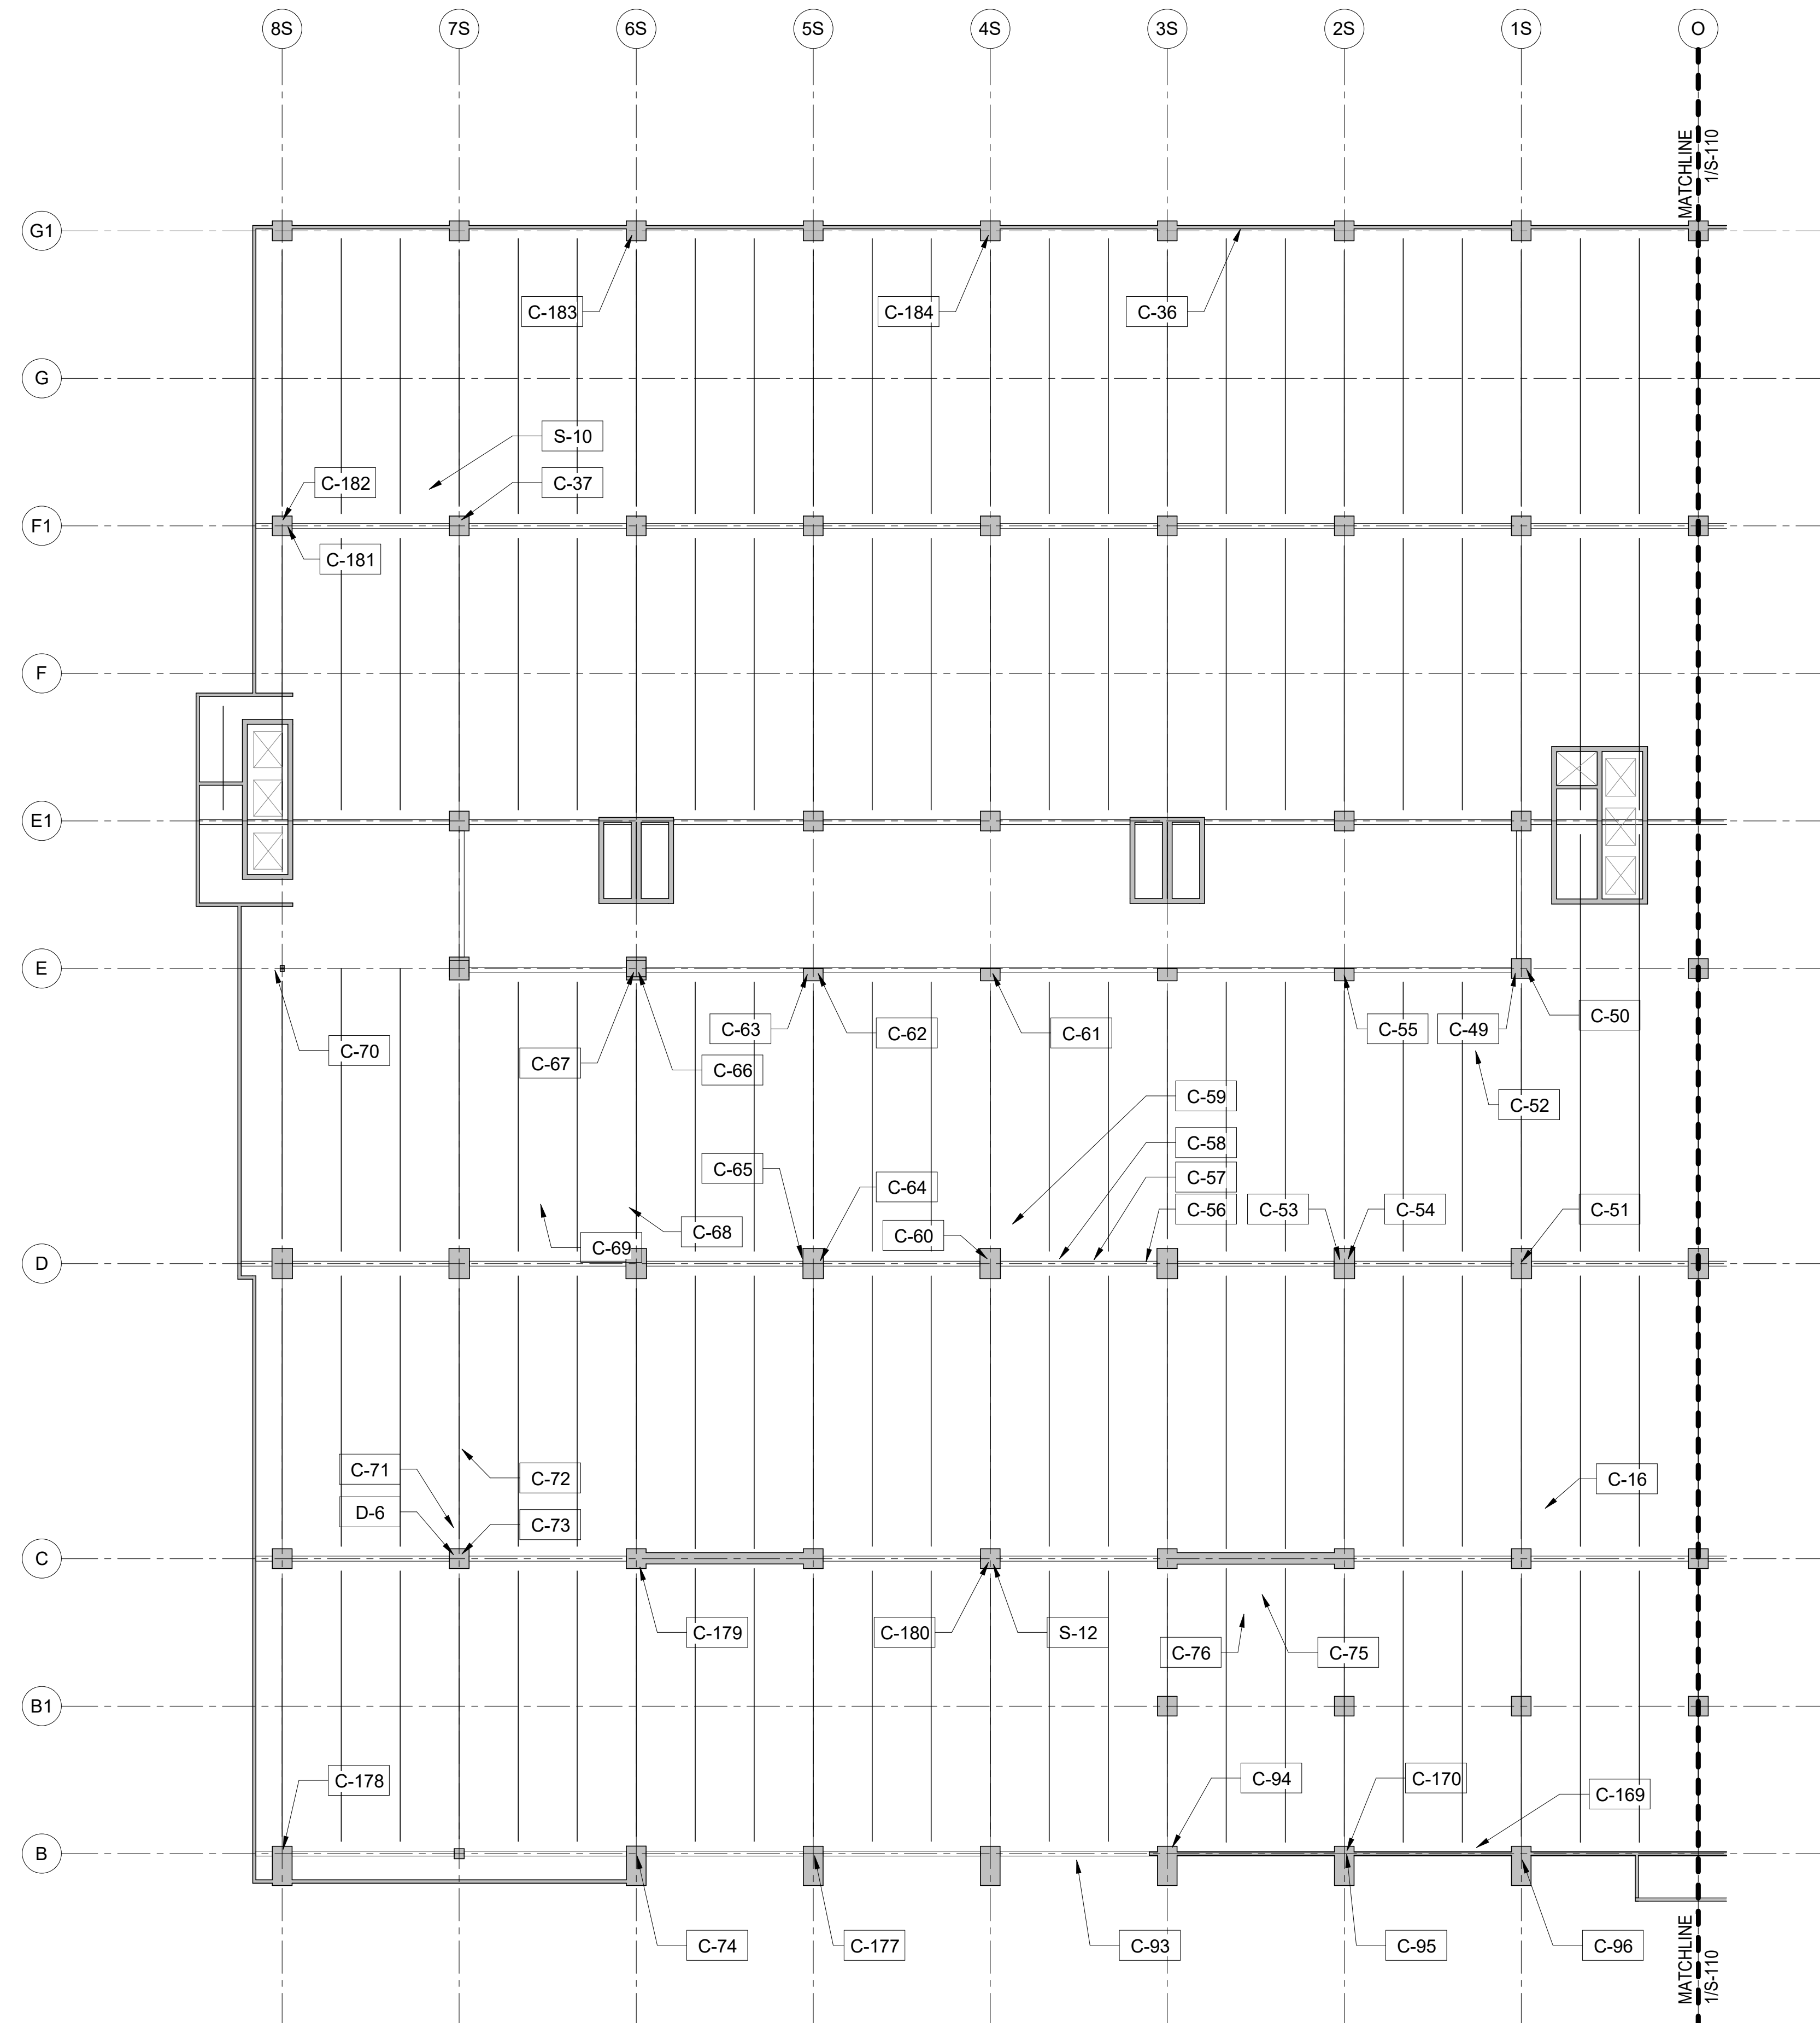 8S 7S 6S 5S 4S 3S 2S 1S O
MATCHLINE
1/S-110
G1
C-183 C-184 C-36
G
S-10
C-182 C-37
F1
C-181
F
E1
E
C-63 C-62 C-61 C-55 C-49 C-50
C-70 C-67 C-66
C-59 C-52
C-58
C-65 C-64 C-57
C-60 C-56 C-53 C-54 C-51
C-69 C-68
D
C-71 C-72 C-16
D-6 C-73
C
C-179 C-180 S-12
C-76 C-75
B1
C-178 C-94 C-170 C-169
B
C-74 C-177 C-93 C-95 C-96
MATCHLINE
1/S-110